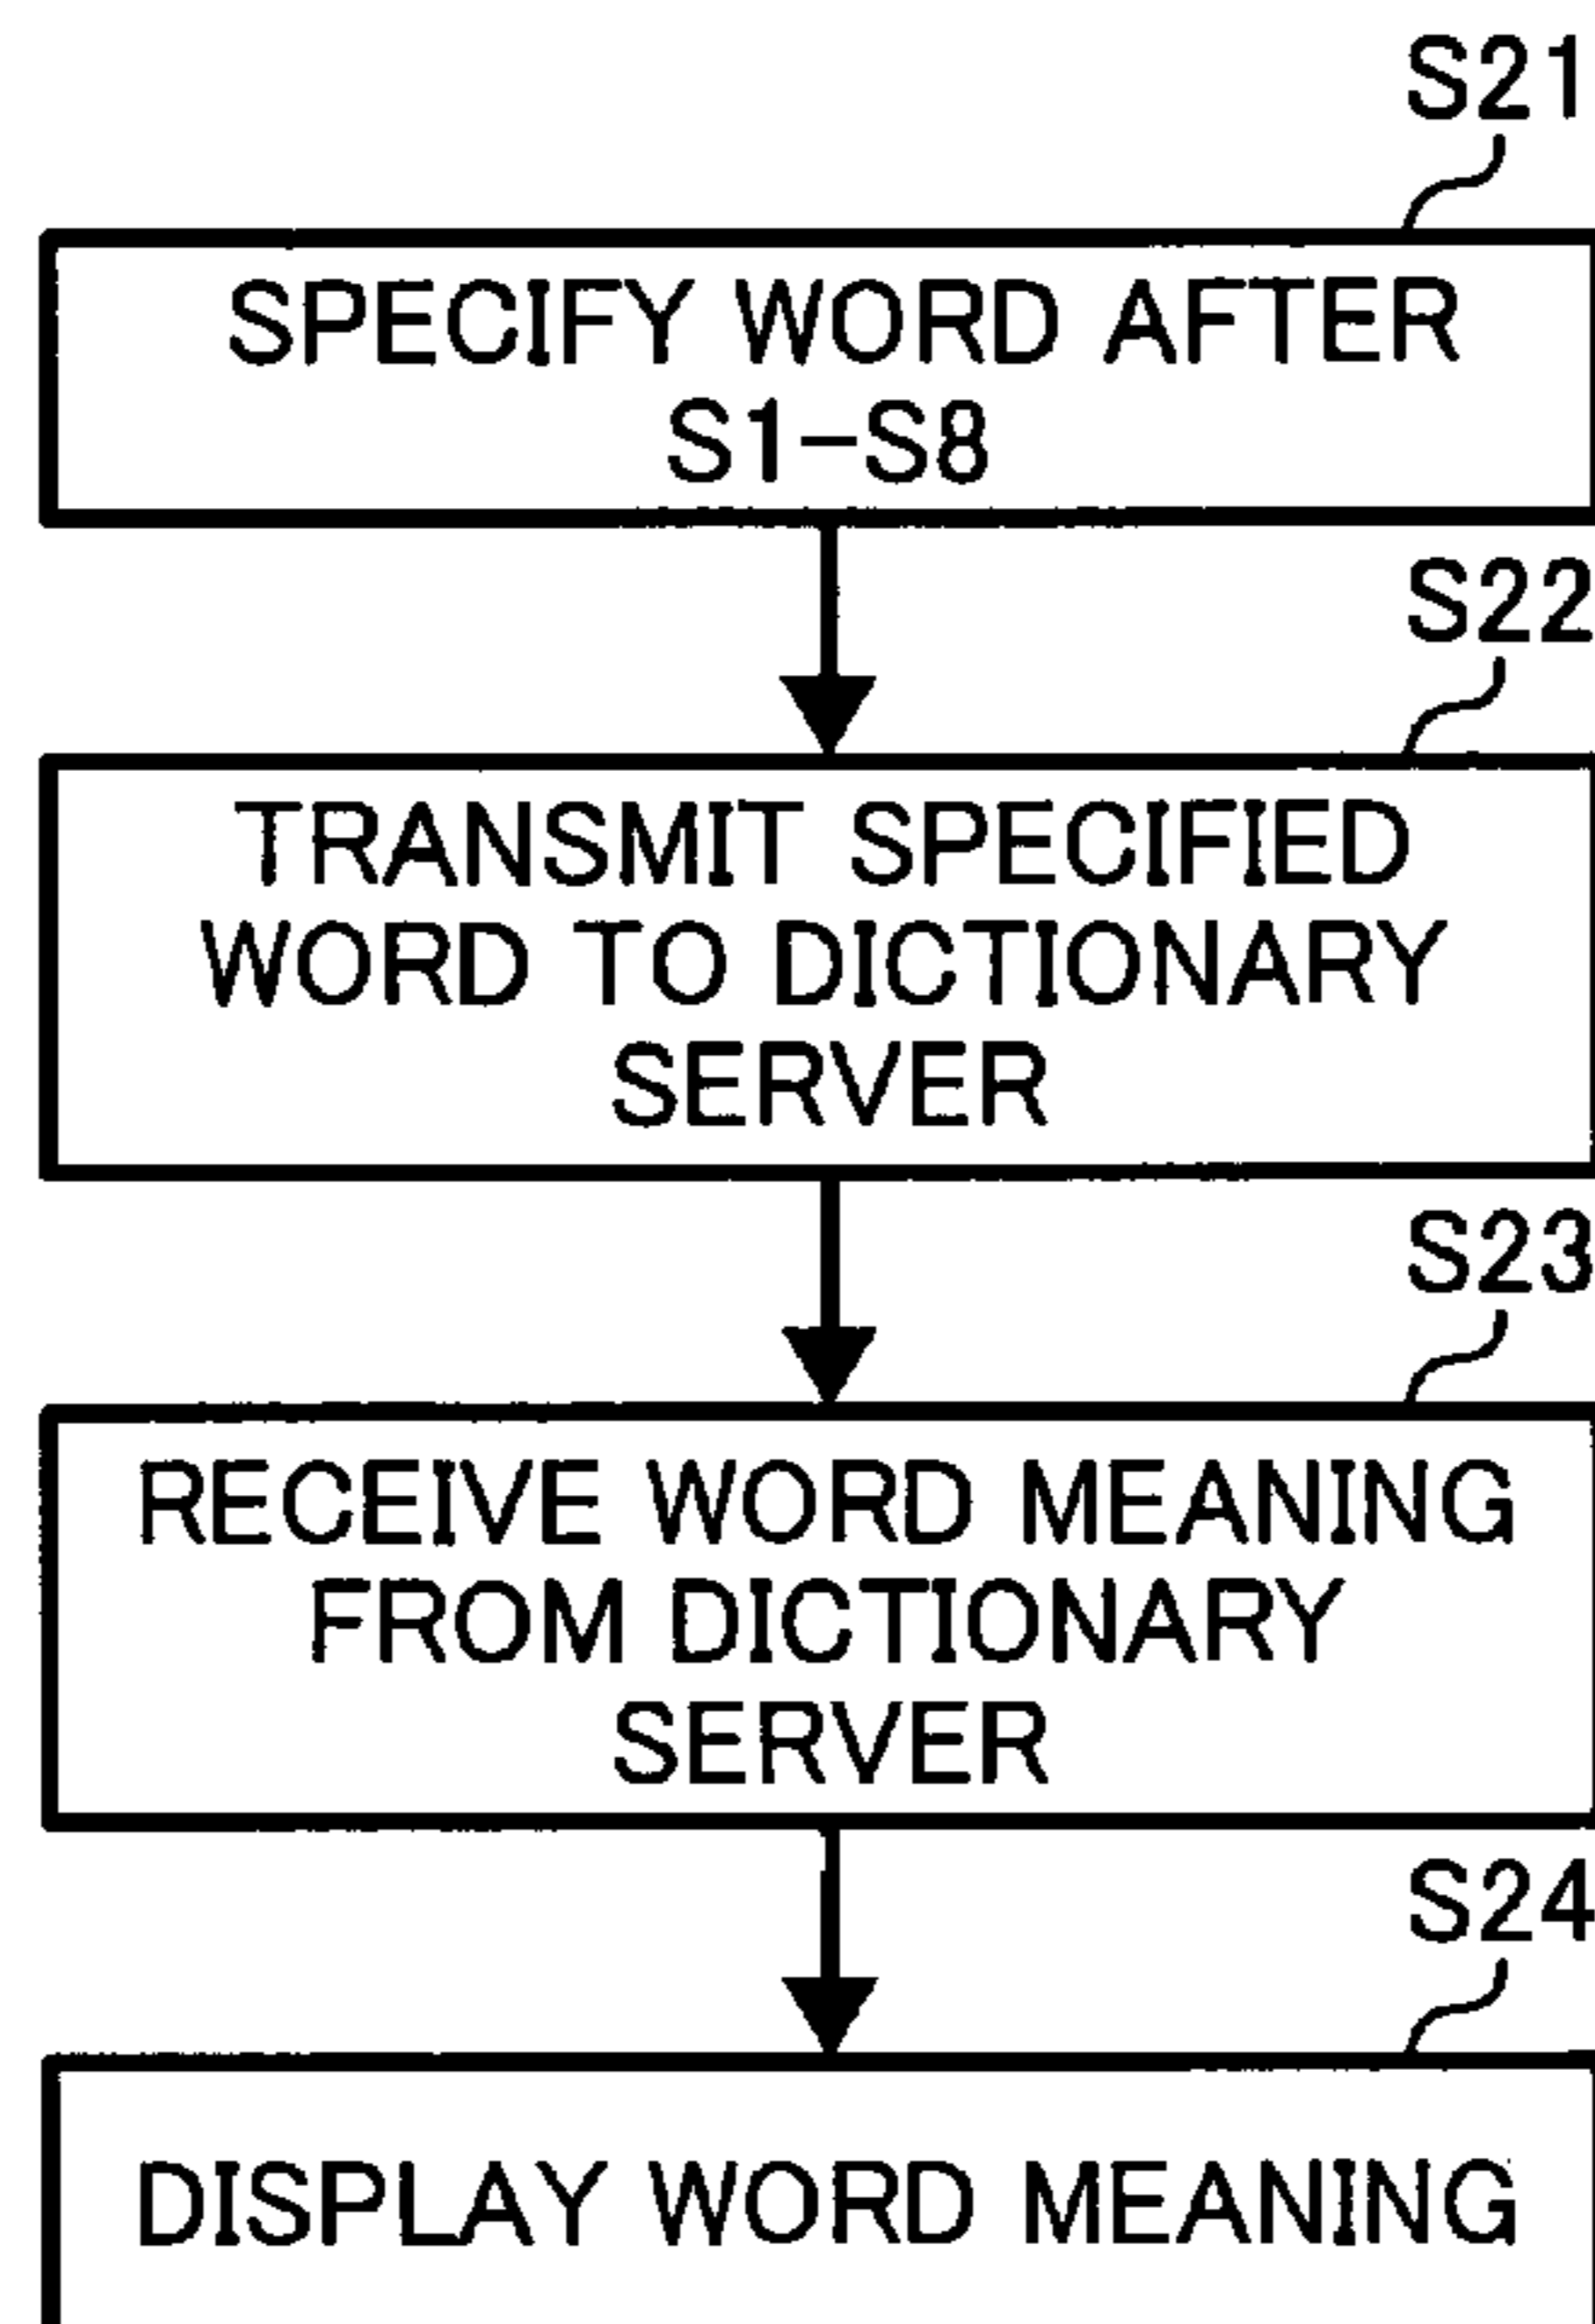 S21
SPECIFY WORD AFTER
S1-S8
S22
TRANSMIT SPECIFIED
WORD TO DICTIONARY
SERVER
S23
RECEIVE WORD MEANING
FROM DICTIONARY
SERVER
S24
DISPLAY WORD MEANING